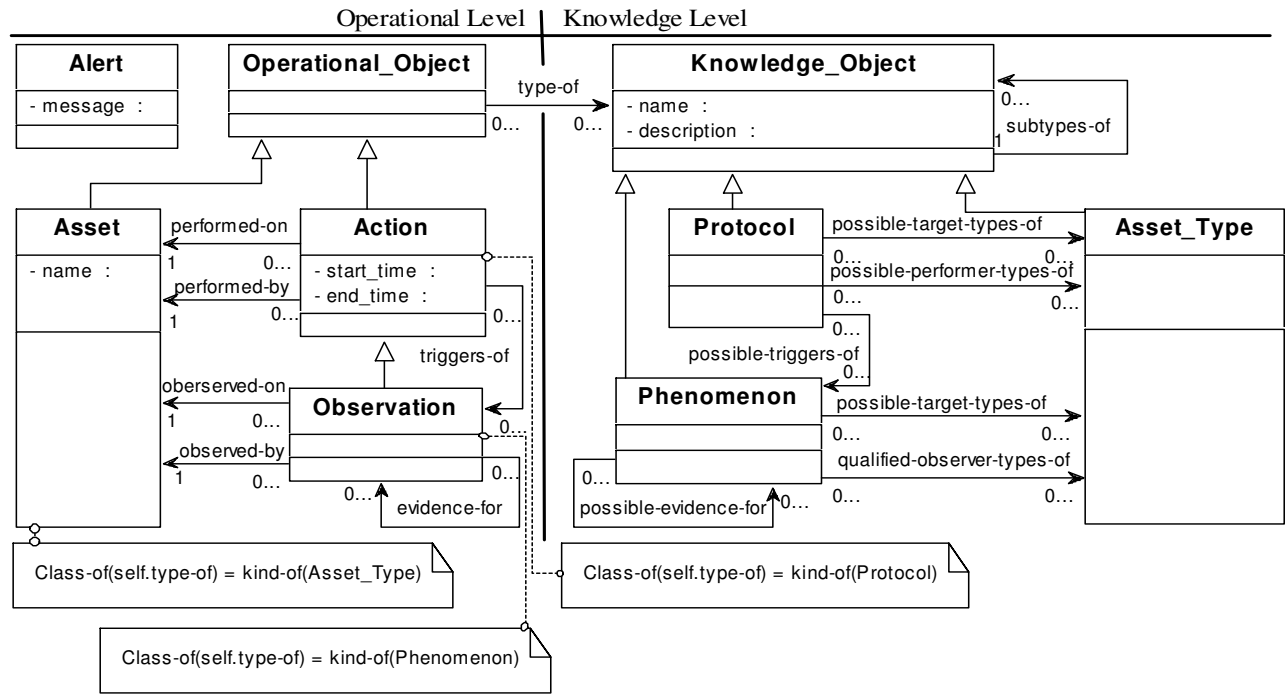 Operational Level Knowledge Level
Alert
- message :
Operational_Object
type-of
0...
0...
Knowledge_Object
- name :
- description :
0...
subtypes-of
1
Asset
- name :
performed-on
1
0...
performed-by
1
0...
Action
- start_time :
- end_time :
0...
triggers-of
0...
oberserved-on
1
0...
observed-by
1
0...
Observation
0...
0...
evidence-for
Protocol
possible-target-types-of
0...
0...
possible-performer-types-of
0...
0...
0...
possible-triggers-of
0...
Asset_Type
Phenomenon
possible-target-types-of
0...
0...
qualified-observer-types-of
0...
0...
0...
possible-evidence-for
0...
Class-of(self.type-of) = kind-of(Asset_Type)
Class-of(self.type-of) = kind-of(Protocol)
Class-of(self.type-of) = kind-of(Phenomenon)